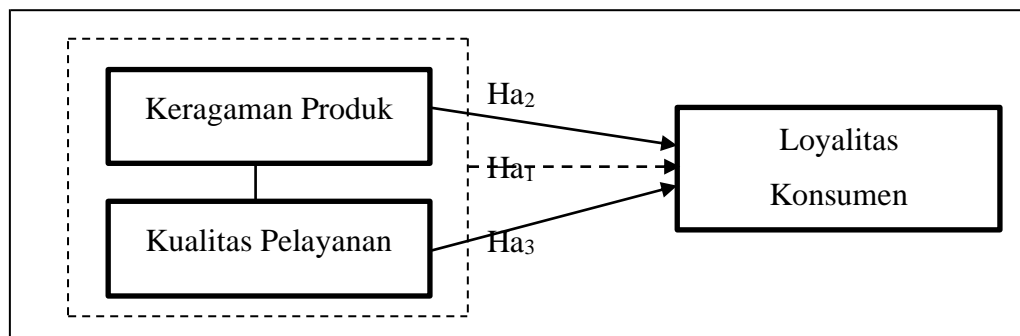 Keragaman Produk
Ha2
Ha1
Kualitas Pelayanan
Ha3
Loyalitas
Konsumen